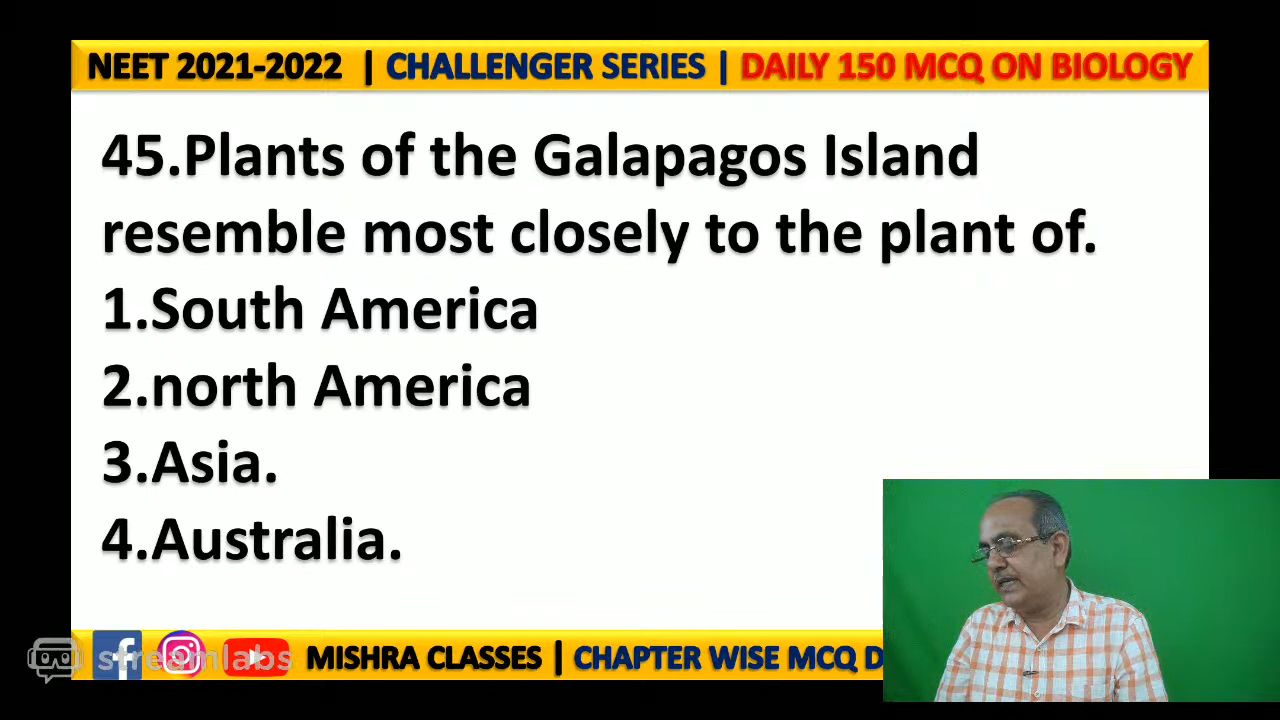 NEET 2021-2022 | CHALLENGER SERIES | DAILY 150 MCQ ON BIOLOGY
45.Plants of the Galapagos Island
resemble most closely to the plant of.
1.South America
2.north America
3.Asia.
4.Australia.
streamlabs
MISHRA CLASSES | CHAPTER WISE MCQ D